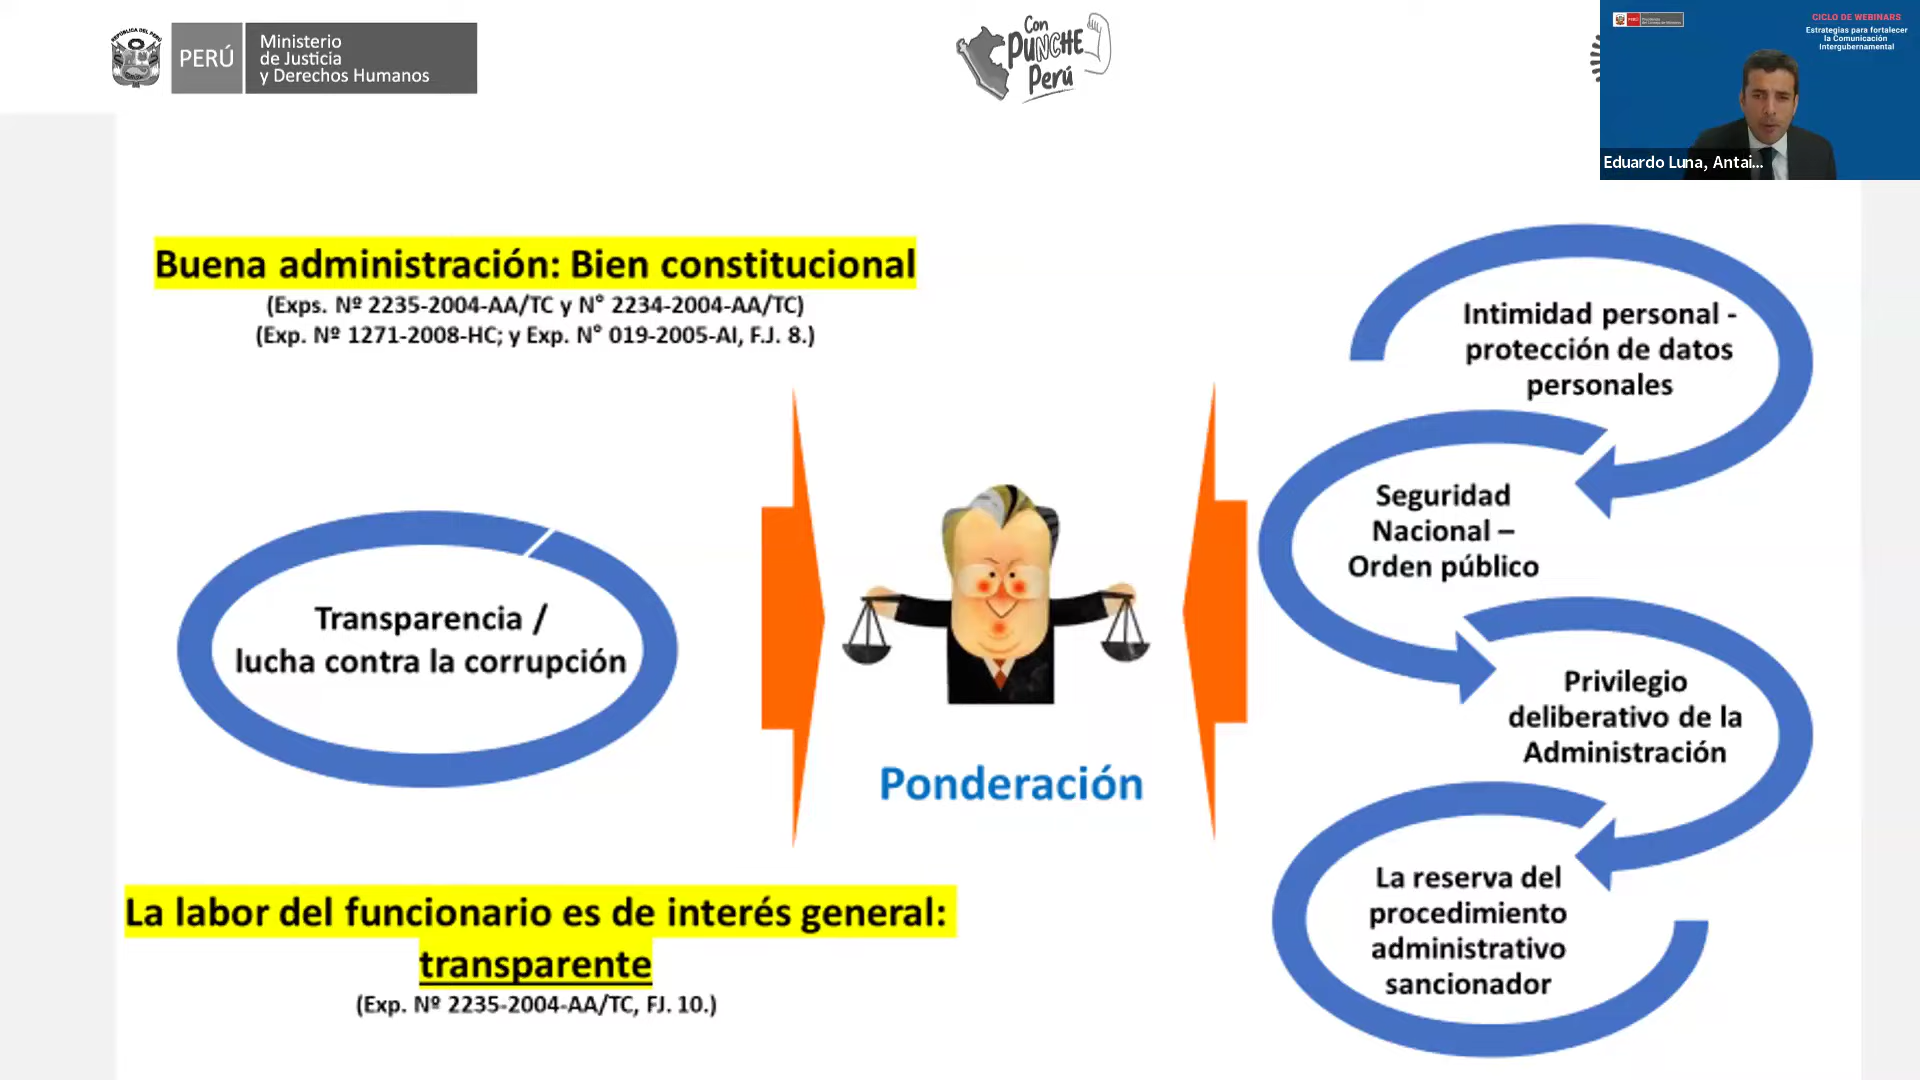 REPÚBLICA DEL PERÚ
PERÚ
Ministerio
de Justicia
y Derechos Humanos
Con
PUNCHE
Perú
CICLO DE WEBINARS
Estrategias para fortalecer
la Comunicación
Intergubernamental
PERÚ
Eduardo Luna, Antai...
Buena administración: Bien constitucional
(Exps. Nº 2235-2004-AA/TC y N° 2234-2004-AA/TC)
(Exp. Nº 1271-2008-HC; y Exp. N° 019-2005-AI, F.J. 8.)
Transparencia /
lucha contra la corrupción
La labor del funcionario es de interés general:
transparente
(Exp. Nº 2235-2004-AA/TC, FJ. 10.)
Ponderación
Intimidad personal -
protección de datos
personales
Seguridad
Nacional –
Orden público
Privilegio
deliberativo de la
Administración
La reserva del
procedimiento
administrativo
sancionador